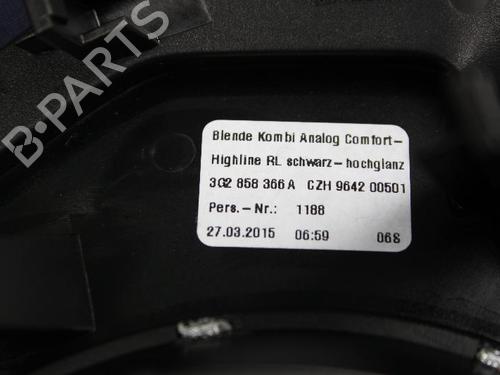 B-PARTS
Blende Kombi Analog Comfort-
Highline RL schwarz- hochglanz
3G2 858 366 A CZH 9642 00501
Pers.- Nr.: 1188
27.03.2015 06:59 068